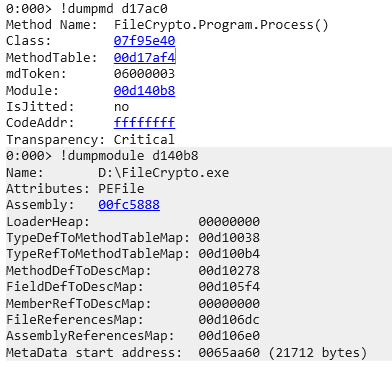 0:000> !dumpmd d17ac0
Method Name:  FileCrypto.Program.Process()
Class:        07f95e40
MethodTable:  00d17af4
mdToken:      06000003
Module:       00d140b8
IsJitted:     no
CodeAddr:     ffffffff
Transparency: Critical
0:000> !dumpmodule d140b8
Name:       D:\FileCrypto.exe
Attributes: PEFile
Assembly:   00fc5888
LoaderHeap:              00000000
TypeDefToMethodTableMap: 00d10038
TypeRefToMethodTableMap: 00d100b4
MethodDefToDescMap:      00d10278
FieldDefToDescMap:       00d105f4
MemberRefToDescMap:      00000000
FileReferencesMap:       00d106dc
AssemblyReferencesMap:   00d106e0
MetaData start address:  0065aa60 (21712 bytes)